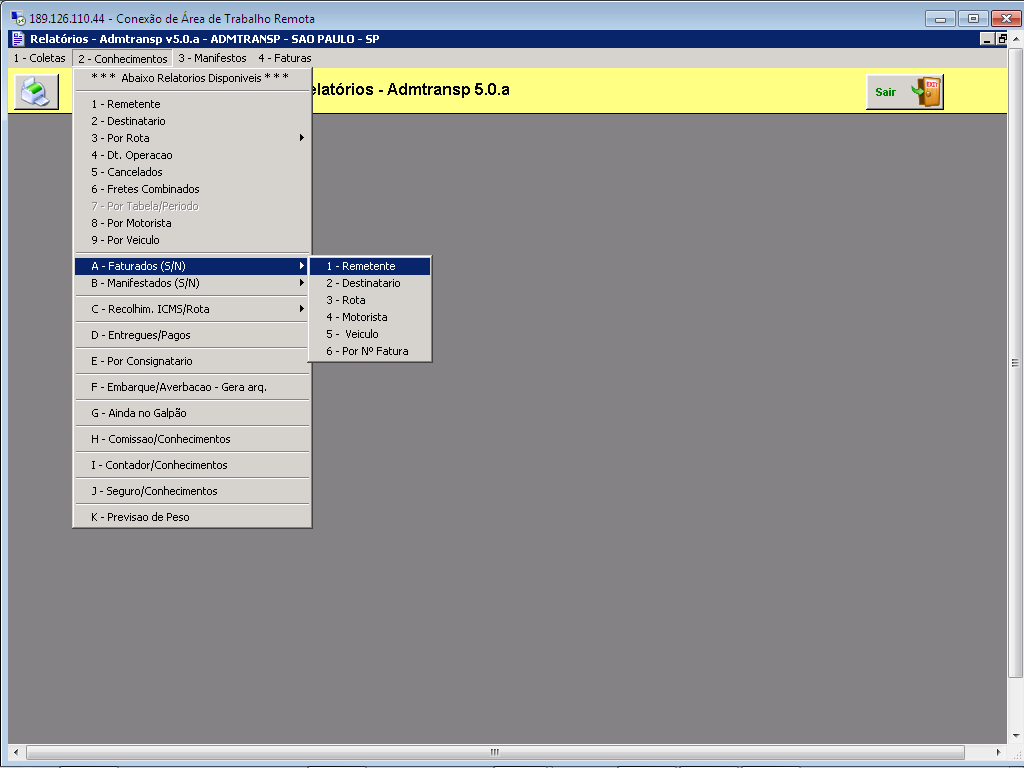 189.126.110.44 - Conexão de Área de Trabalho Remota
Relatórios - Admtransp v5.0.a - ADMTRANSP - SAO PAULO - SP
1 - Coletas 2 - Conhecimentos 3 - Manifestos 4 - Faturas
elatórios - Admtransp 5.0.a
Sair
EXIT
* * * Abaixo Relatorios Disponiveis * * *
1 - Remetente
2 - Destinatario
3 - Por Rota
4 - Dt. Operacao
5 - Cancelados
6 - Fretes Combinados
7 - Por Tabela/Periodo
8 - Por Motorista
9 - Por Veiculo
A - Faturados (S/N)
B - Manifestados (S/N)
C - Recolhim. ICMS/Rota
D - Entregues/Pagos
E - Por Consignatario
F - Embarque/Averbacao - Gera arq.
G - Ainda no Galpão
H - Comissao/Conhecimentos
I - Contador/Conhecimentos
J - Seguro/Conhecimentos
K - Previsao de Peso
1 - Remetente
2 - Destinatario
3 - Rota
4 - Motorista
5 - Veiculo
6 - Por Nº Fatura